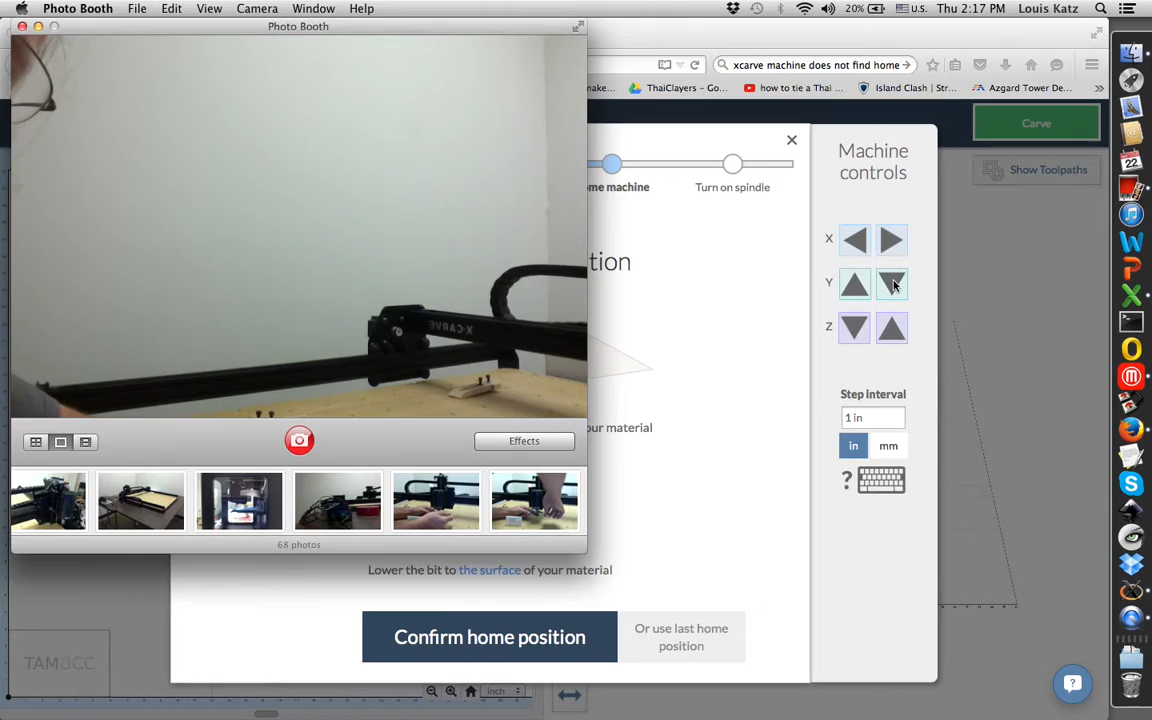 Photo Booth File Edit View Camera Window Help 20% U.S. Thu 2:17 PM Louis Katz
Photo Booth
xcarve machine does not find home
make... ThaiClayers – Go... how to tie a Thai ... Island Clash | Str... Azgard Tower De...
Carve
Show Toolpaths
Machine
controls
ome machine
Turn on spindle
tion
X
Y
Z
X-CARVE
our material
Step interval
1 in
in mm
?
Effects
68 photos
Lower the bit to the surface of your material
Confirm home position
Or use last home
position
TAMUCC
inch